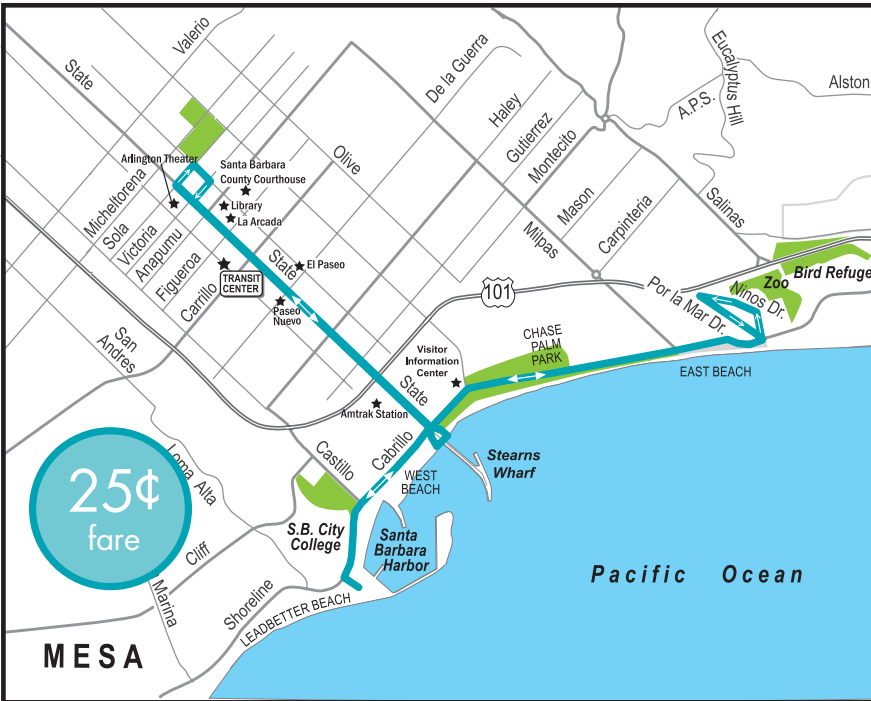 Valerio
State
De la Guerra
Eucalyptus Hill
Alston
A.P.S.
Haley
Gutierrez
Montecito
Arlington Theater
Santa Barbara
County Courthouse
Olive
Micheltorena
Sola
Victoria
Anapumu
Figueroa
Carrillo
Library
La Arcada
Mason
Carpinteria
Salinas
Milpas
State
El Paseo
TRANSIT
CENTER
Paseo
Nuevo
101
Zoo
Bird Refuge
Por la Mar Dr.
Ninos Dr.
San
Andres
Visitor
Information
Center
CHASE
PALM
PARK
EAST BEACH
State
Amtrak Station
Castillo
Cabrillo
Stearns
Wharf
WEST
BEACH
Loma Alta
25¢
fare
S.B. City
College
Santa
Barbara
Harbor
Cliff
Marina
Shoreline
LEADBETTER BEACH
Pacific Ocean
MESA